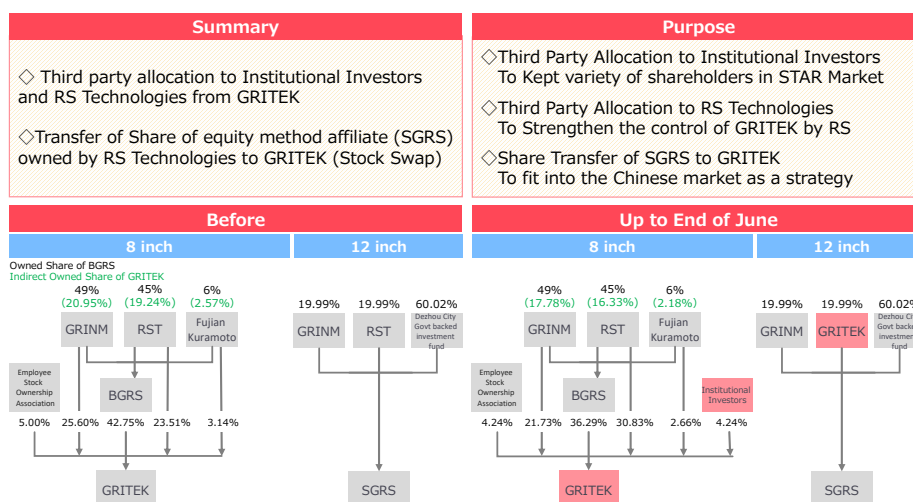 Summary
◇ Third party allocation to Institutional Investors
and RS Technologies from GRITEK
◇Transfer of Share of equity method affiliate (SGRS)
owned by RS Technologies to GRITEK (Stock Swap)
Purpose
◇Third Party Allocation to Institutional Investors
To Kept variety of shareholders in STAR Market
◇Third Party Allocation to RS Technologies
To Strengthen the control of GRITEK by RS
◇Share Transfer of SGRS to GRITEK
To fit into the Chinese market as a strategy
Before
8 inch
12 inch
Owned Share of BGRS
Indirect Owned Share of GRITEK
49% 45% 6%
(20.95%) (19.24%) (2.57%)
GRINM RST Fujian
Kuramoto
Employee
Stock
Ownership
Association
BGRS
5.00% 25.60% 42.75% 23.51% 3.14%
GRITEK
19.99% 19.99% 60.02%
GRINM RST Dezhou City
Govt backed
investment
fund
SGRS
Up to End of June
8 inch
12 inch
49% 45% 6%
(17.78%) (16.33%) (2.18%)
GRINM RST Fujian
Kuramoto
Employee
Stock
Ownership
Association
BGRS
Institutional
Investors
4.24% 21.73% 36.29% 30.83% 2.66% 4.24%
GRITEK
19.99% 19.99% 60.02%
GRINM GRITEK Dezhou City
Govt backed
investment
fund
SGRS